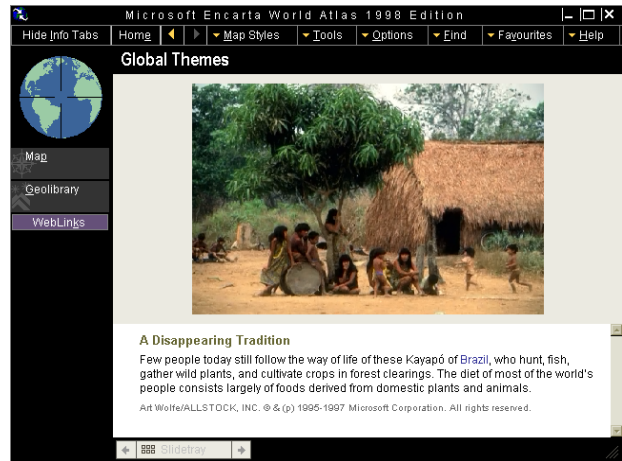 Microsoft Encarta World Atlas 1998 Edition
Hide Info Tabs Home Map Styles Tools Options Find Favourites Help
Global Themes
Map
Geolibrary
WebLinks
A Disappearing Tradition
Few people today still follow the way of life of these Kayapó of Brazil, who hunt, fish,
gather wild plants, and cultivate crops in forest clearings. The diet of most of the world's
people consists largely of foods derived from domestic plants and animals.
Art Wolfe/ALLSTOCK, INC. © & (p) 1995-1997 Microsoft Corporation. All rights reserved.
Slidetray